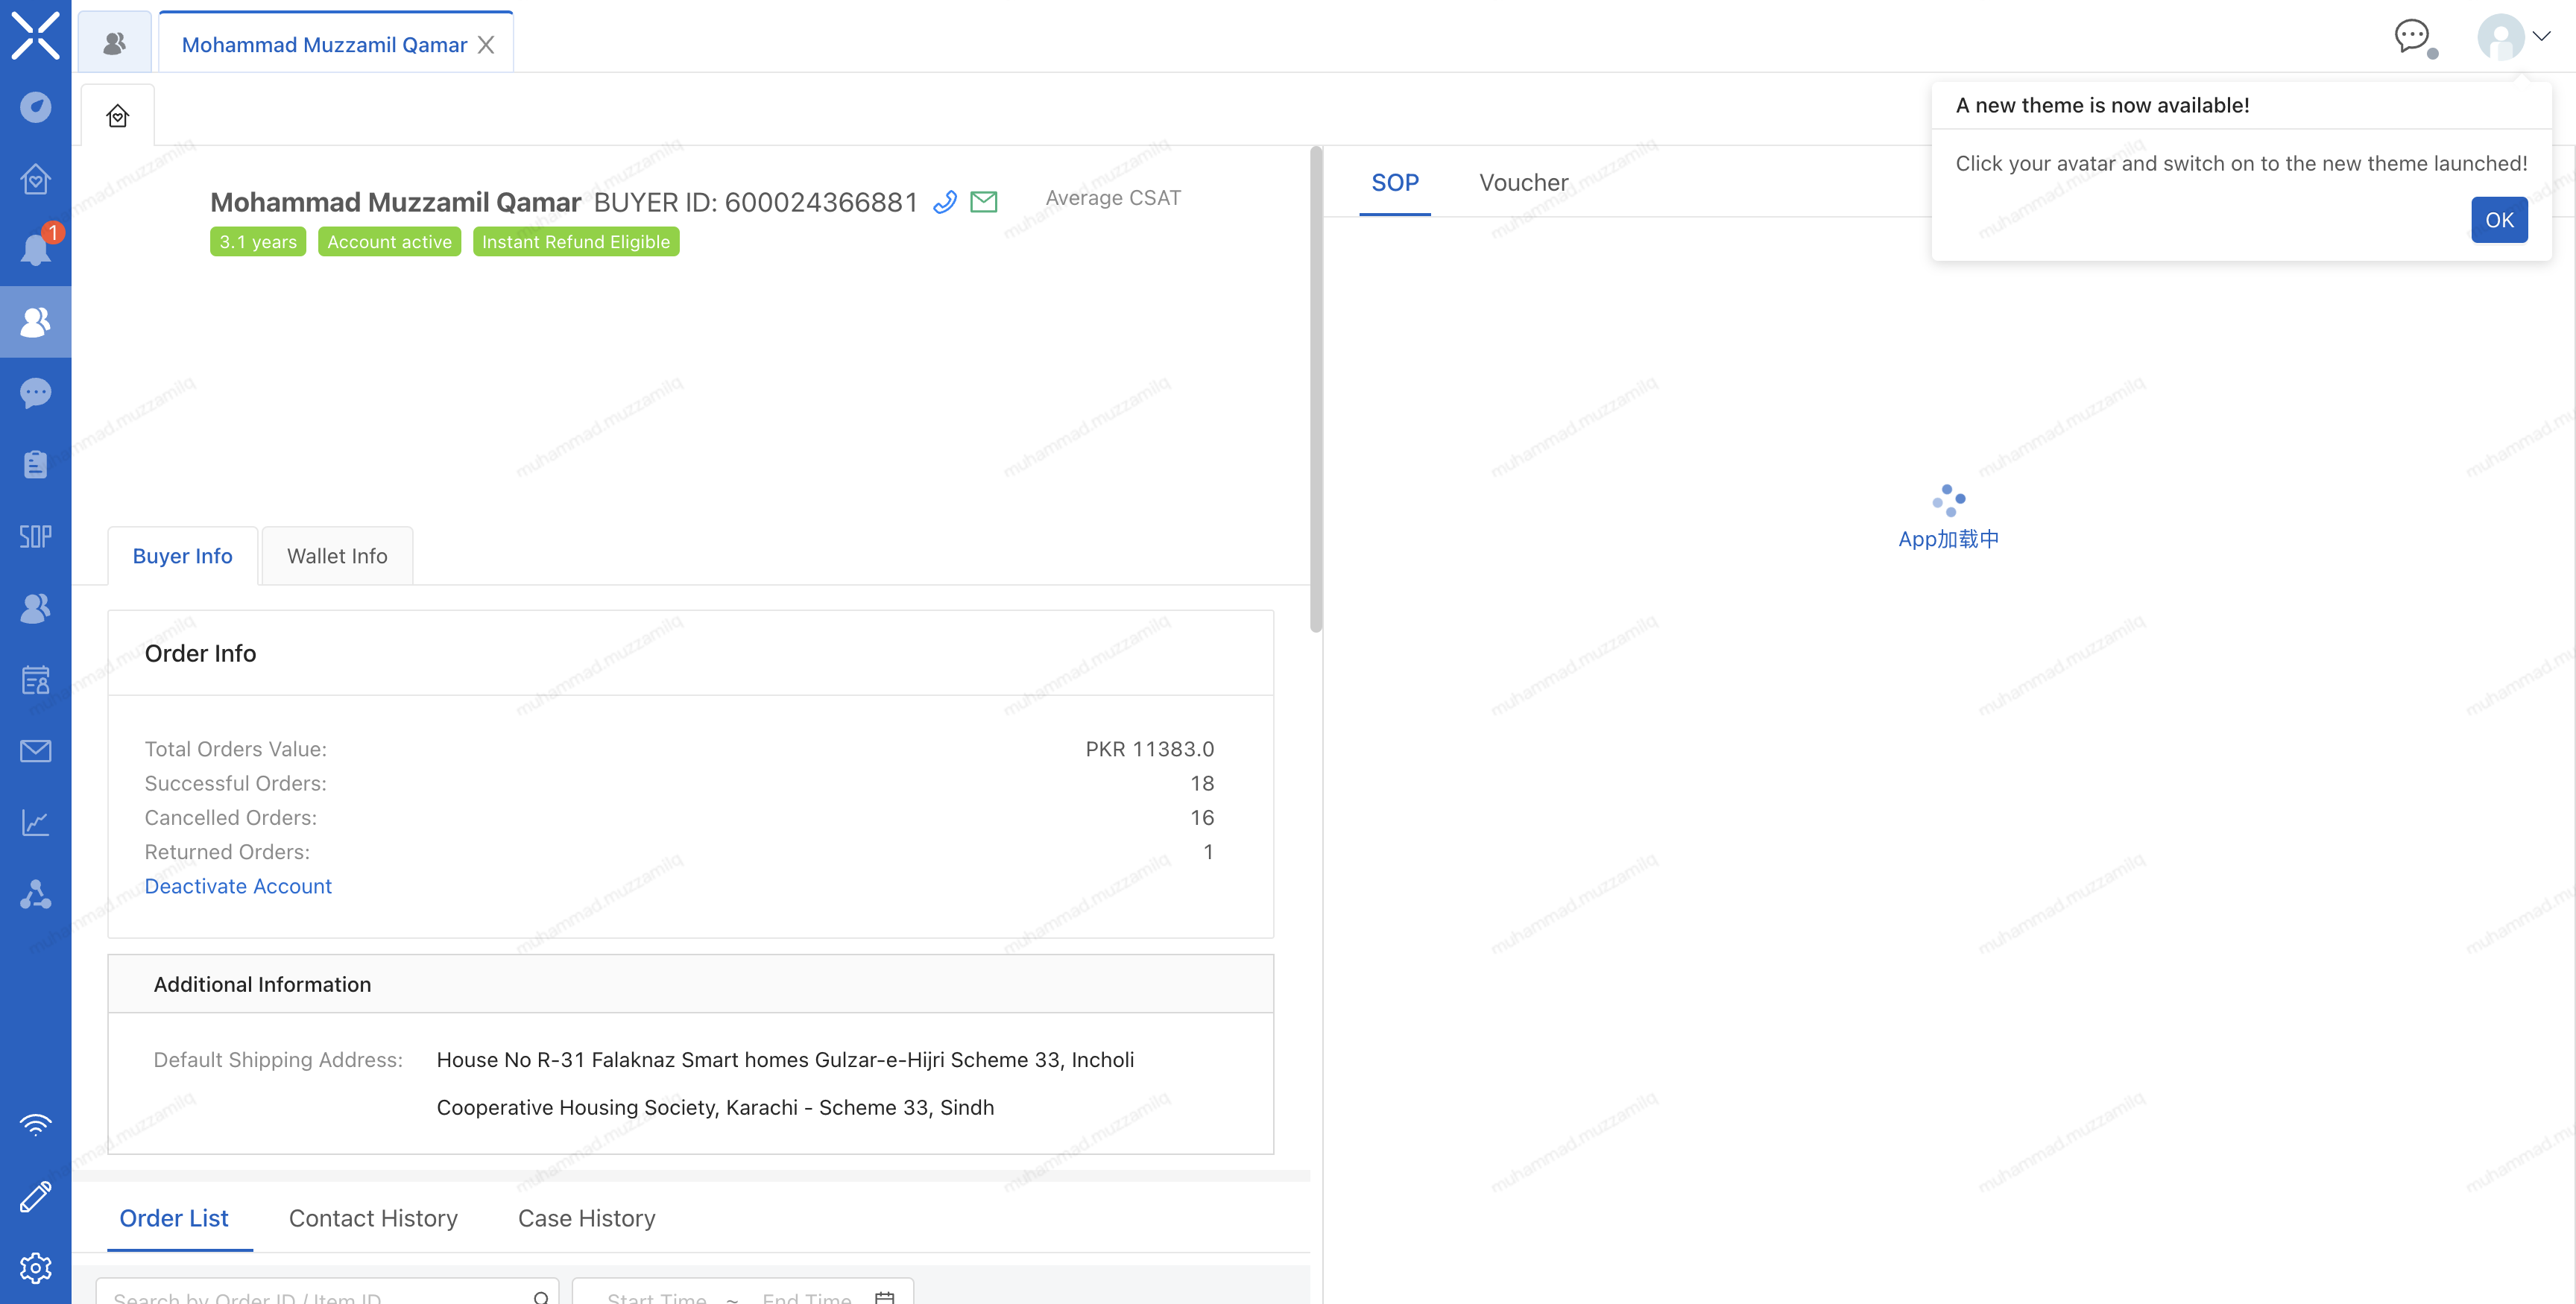 Mohammad Muzzamil Qamar
A new theme is now available!
Click your avatar and switch on to the new theme launched!
OK
1
Mohammad Muzzamil Qamar BUYER ID: 600024366881
Average CSAT
3.1 years Account active Instant Refund Eligible
SOP Voucher
SOP
App加载中
Buyer Info Wallet Info
Order Info
Total Orders Value: PKR 11383.0
Successful Orders: 18
Cancelled Orders: 16
Returned Orders: 1
Deactivate Account
Additional Information
Default Shipping Address: House No R-31 Falaknaz Smart homes Gulzar-e-Hijri Scheme 33, Incholi
Cooperative Housing Society, Karachi - Scheme 33, Sindh
Order List Contact History Case History
Search by Order ID / Item ID
Start Time ~ End Time
muhammad.muzzamilq